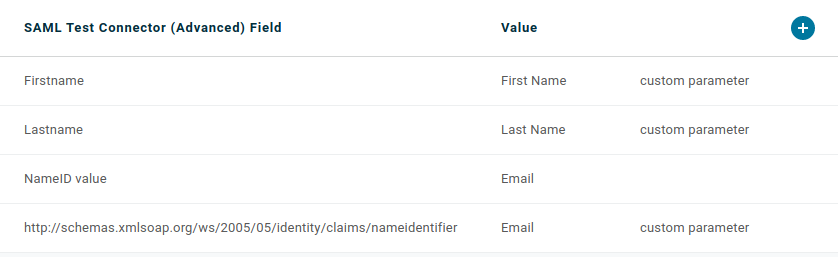 SAML Test Connector (Advanced) Field Value
Firstname First Name custom parameter
Lastname Last Name custom parameter
NameID value Email
http://schemas.xmlsoap.org/ws/2005/05/identity/claims/nameidentifier Email custom parameter